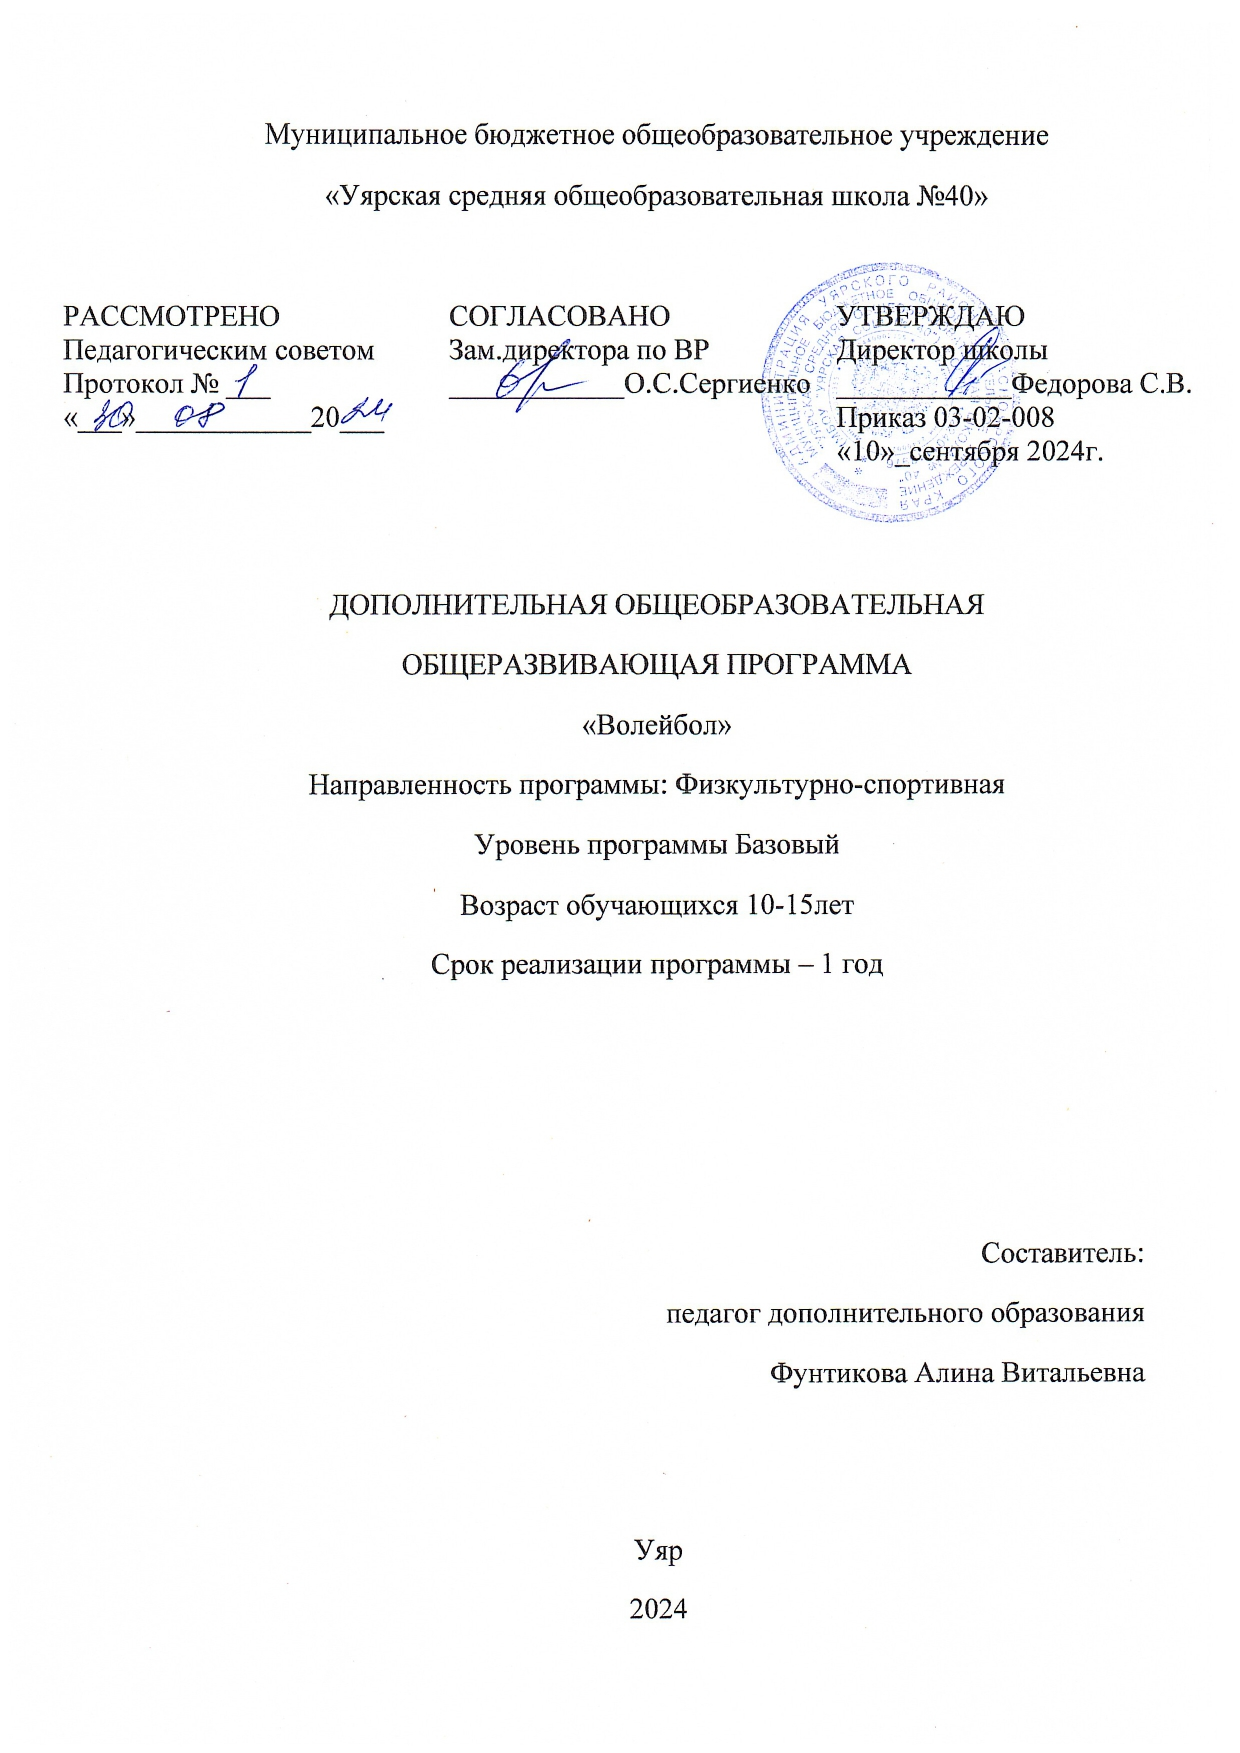 Муниципальное бюджетное общеобразовательное учреждение
«Уярская средняя общеобразовательная школа №40»
РАССМОТРЕНО
Педагогическим советом
Протокол № 1
«30» 08 2024
СОГЛАСОВАНО
Зам.директора по ВР
____________О.С.Сергиенко
УТВЕРЖДАЮ
Директор школы
____________Федорова С.В.
Приказ 03-02-008
«10»_сентября 2024г.
ДОПОЛНИТЕЛЬНАЯ ОБЩЕОБРАЗОВАТЕЛЬНАЯ
ОБЩЕРАЗВИВАЮЩАЯ ПРОГРАММА
«Волейбол»
Направленность программы: Физкультурно-спортивная
Уровень программы Базовый
Возраст обучающихся 10-15лет
Срок реализации программы – 1 год
Составитель:
педагог дополнительного образования
Фунтикова Алина Витальевна
Уяр
2024